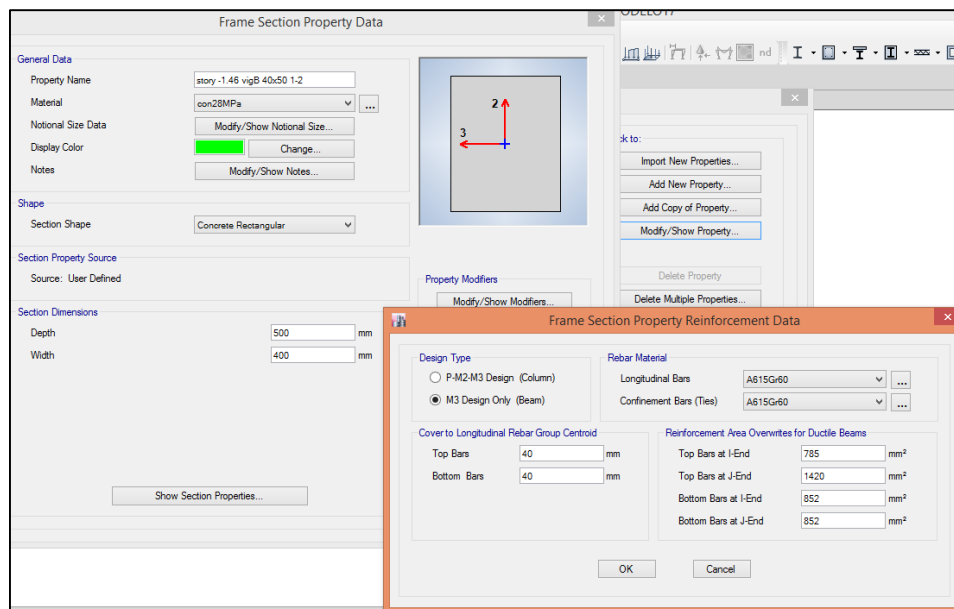 Frame Section Property Data
General Data
Property Name story -1.46 vigB 40x50 1-2
Material con28MPa ...
Notional Size Data Modify/Show Notional Size...
Display Color Change...
Notes Modify/Show Notes...
2
3
Shape
Section Shape Concrete Rectangular
Section Property Source
Source: User Defined
Property Modifiers
Modify/Show Modifiers...
Section Dimensions
Depth 500 mm
Width 400 mm
Show Section Properties...
nd
ck to:
Import New Properties...
Add New Property...
Add Copy of Property...
Modify/Show Property...
Delete Property
Delete Multiple Properties...
Frame Section Property Reinforcement Data
Design Type
P-M2-M3 Design (Column)
M3 Design Only (Beam)
Rebar Material
Longitudinal Bars A615Gr60 ...
Confinement Bars (Ties) A615Gr60 ...
Cover to Longitudinal Rebar Group Centroid
Top Bars 40 mm
Bottom Bars 40 mm
Reinforcement Area Overwrites for Ductile Beams
Top Bars at I-End 785 mm²
Top Bars at J-End 1420 mm²
Bottom Bars at I-End 852 mm²
Bottom Bars at J-End 852 mm²
OK Cancel